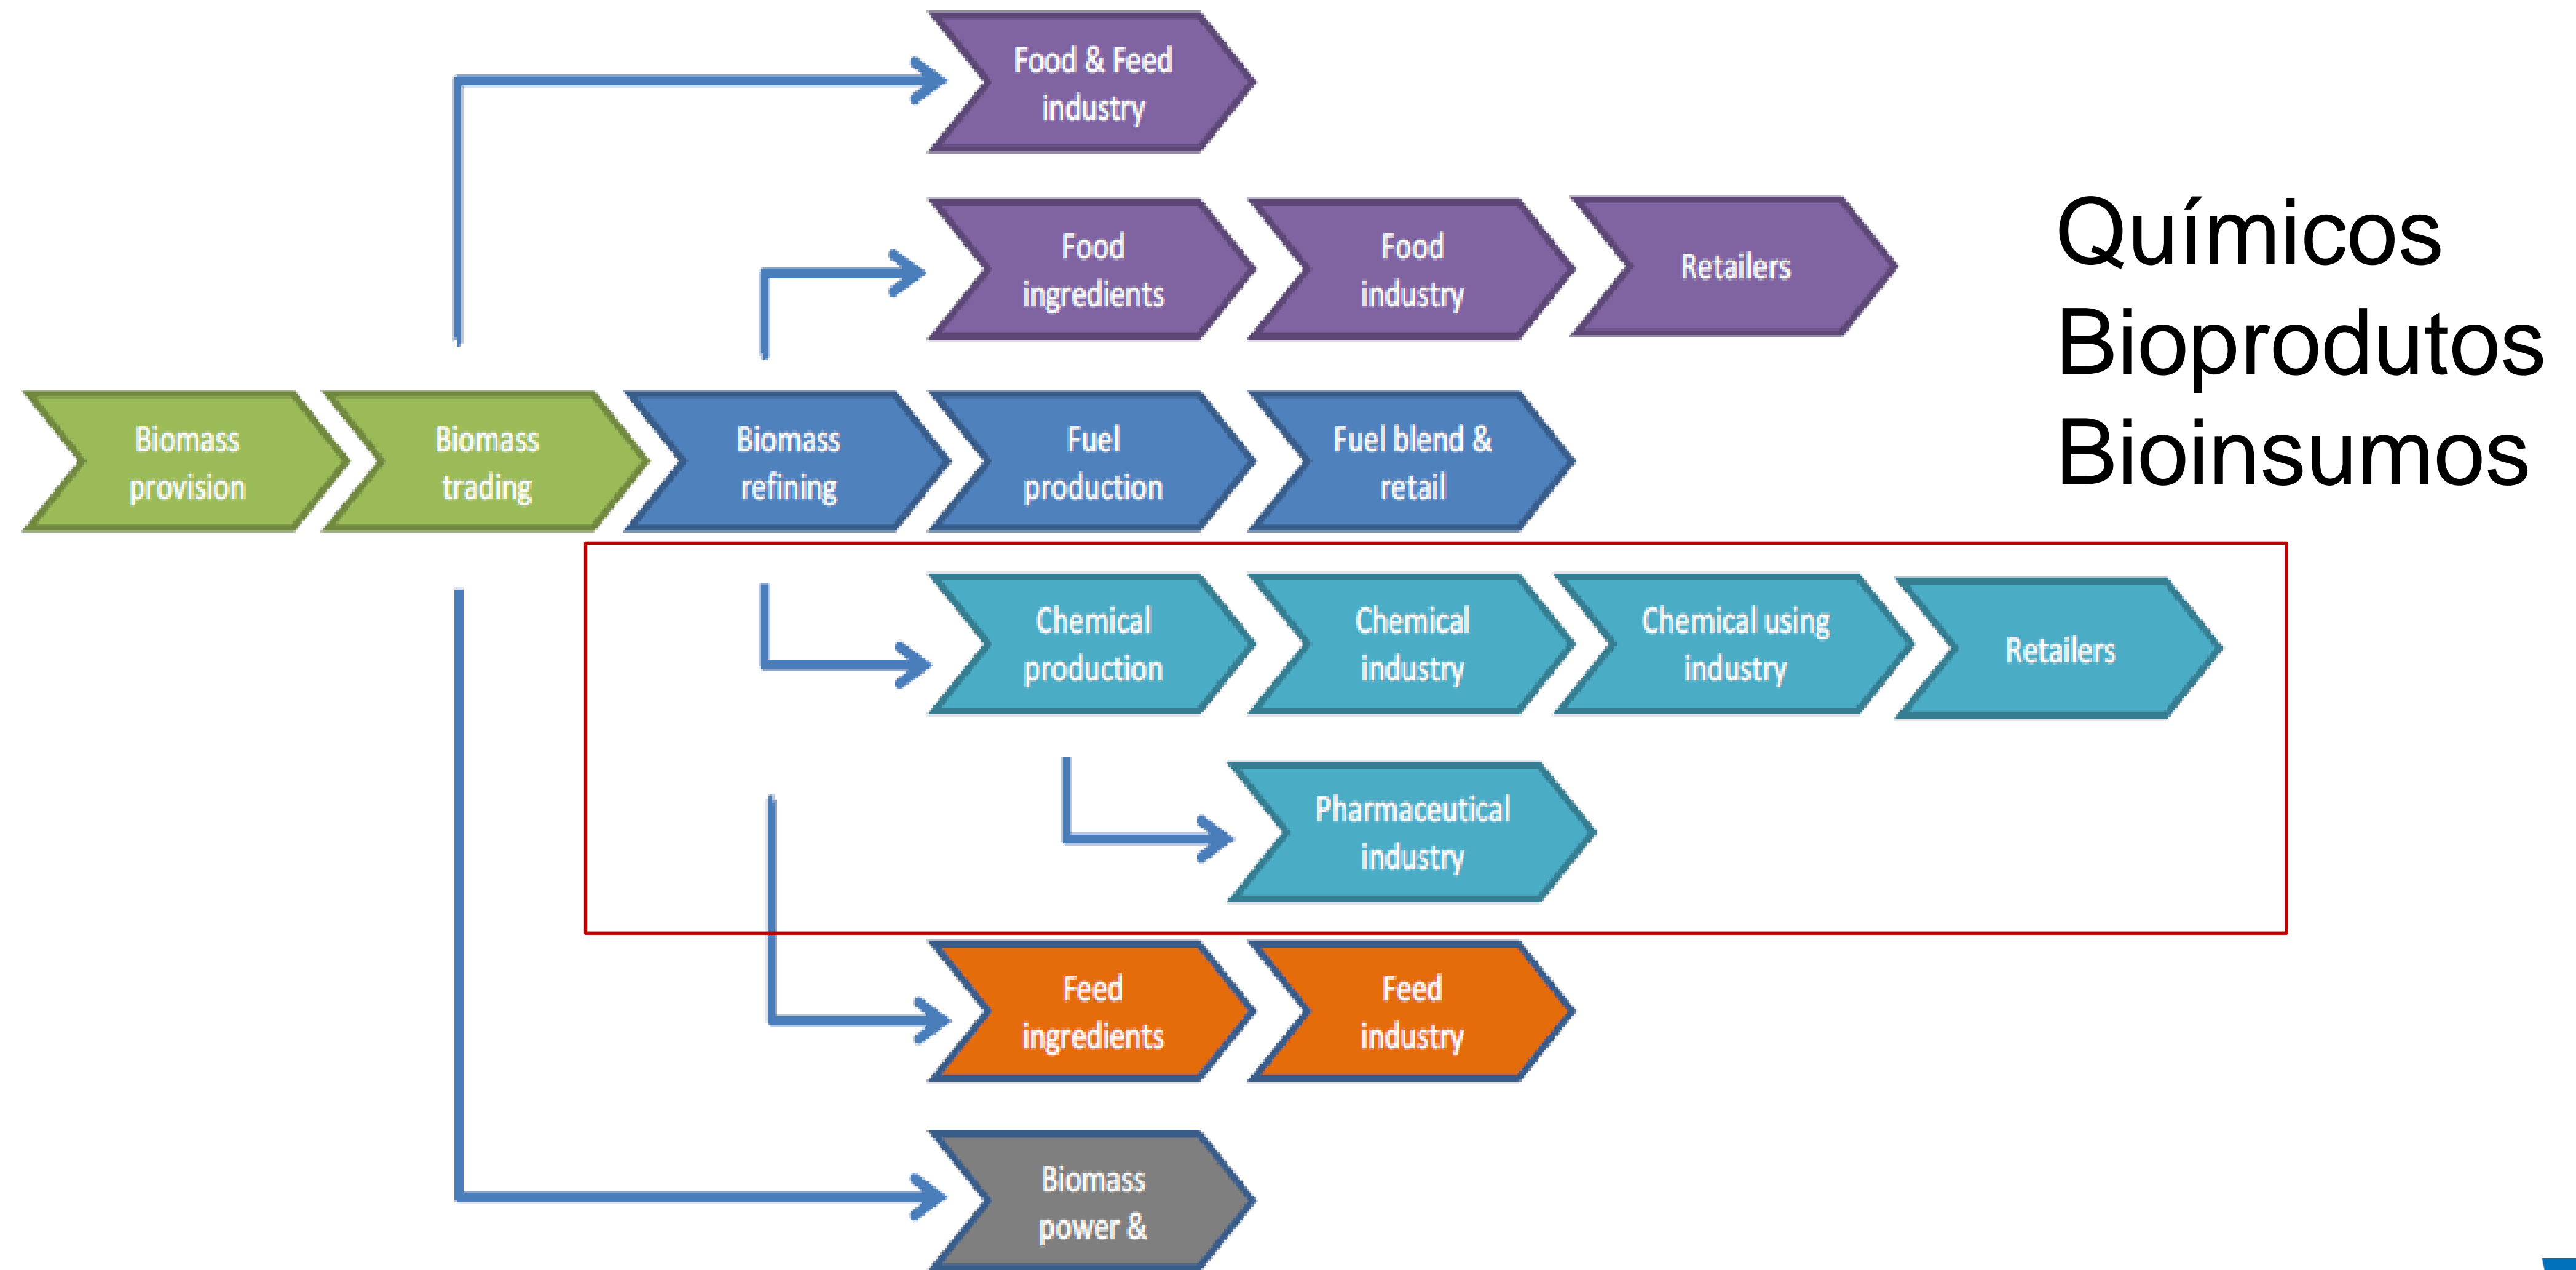 Food & Feed
industry
Food
ingredients
Food
industry
Retailers
Químicos
Bioprodutos
Bioinsumos
Biomass
provision
Biomass
trading
Biomass
refining
Fuel
production
Fuel blend &
retail
Chemical
production
Chemical
industry
Chemical using
industry
Retailers
Pharmaceutical
industry
Feed
ingredients
Feed
industry
Biomass
power &